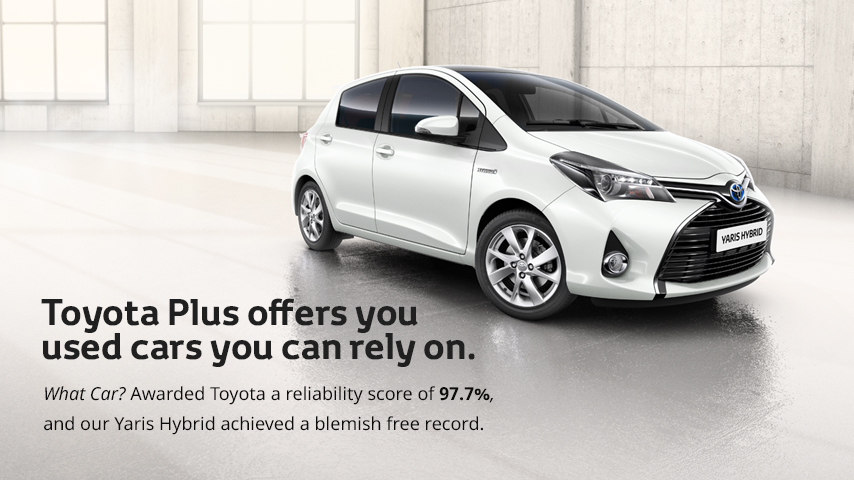 YARIS HYBRID
Toyota Plus offers you
used cars you can rely on.
What Car? Awarded Toyota a reliability score of 97.7%,
and our Yaris Hybrid achieved a blemish free record.